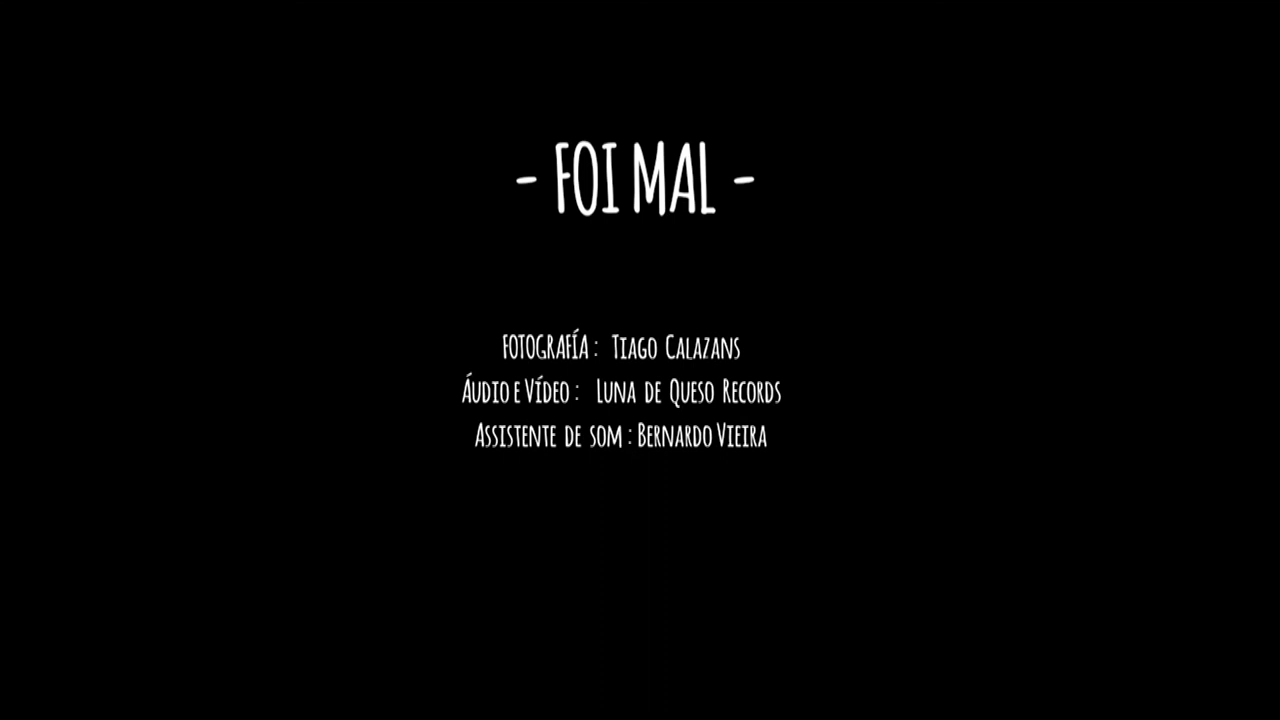 - FOI MAL -
FOTOGRAFÍA : Tiago Calazans
Áudio e Vídeo : Luna de Queso Records
Assistente de som : Bernardo Vieira